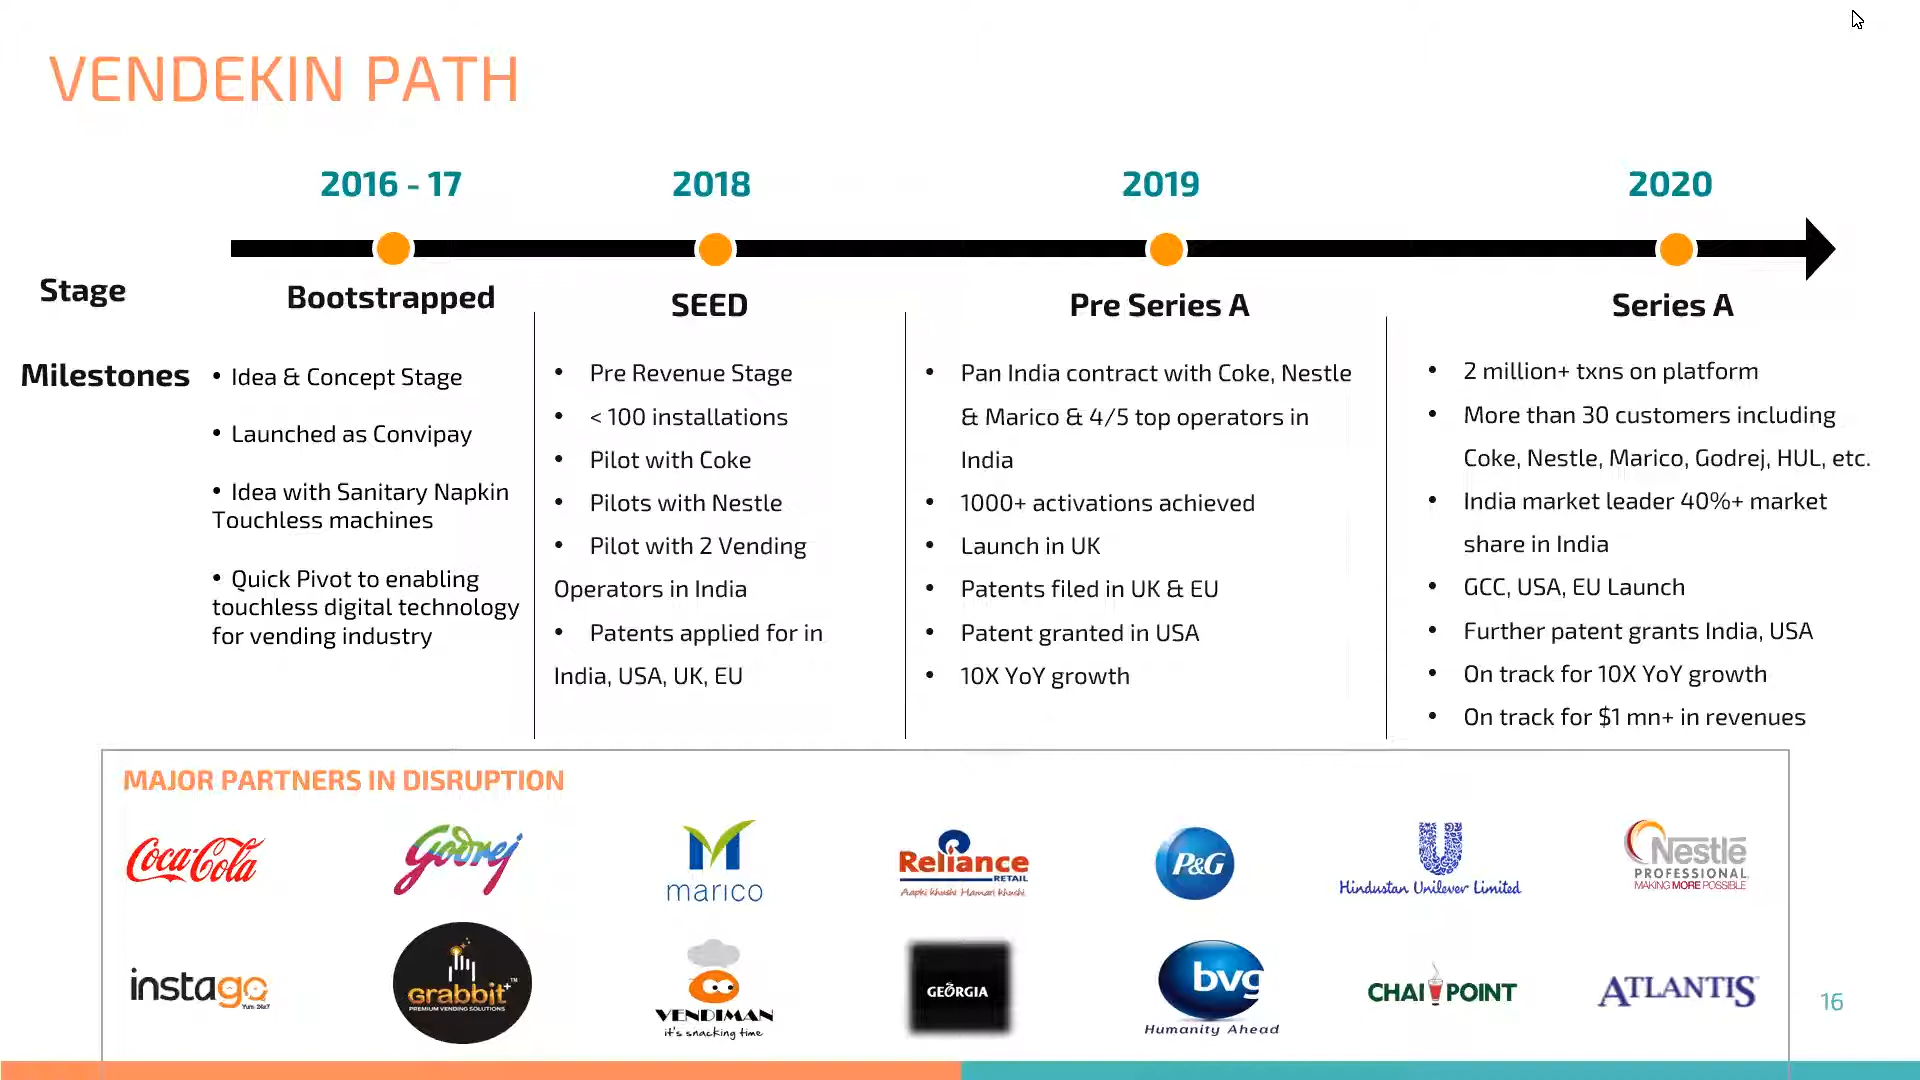 VENDEKIN PATH
2016 - 17
2018
2019
2020
Stage
Bootstrapped
SEED
Pre Series A
Series A
Milestones
• Idea & Concept Stage
• Launched as Convipay
• Idea with Sanitary Napkin
Touchless machines
• Quick Pivot to enabling
touchless digital technology
for vending industry
• Pre Revenue Stage
• < 100 installations
• Pilot with Coke
• Pilots with Nestle
• Pilot with 2 Vending
Operators in India
• Patents applied for in
India, USA, UK, EU
• Pan India contract with Coke, Nestle
& Marico & 4/5 top operators in
India
• 1000+ activations achieved
• Launch in UK
• Patents filed in UK & EU
• Patent granted in USA
• 10X YoY growth
• 2 million+ txns on platform
• More than 30 customers including
Coke, Nestle, Marico, Godrej, HUL, etc.
• India market leader 40%+ market
share in India
• GCC, USA, EU Launch
• Further patent grants India, USA
• On track for 10X YoY growth
• On track for $1 mn+ in revenues
MAJOR PARTNERS IN DISRUPTION
Coca-Cola
Godrej
marico
Reliance
RETAIL
Aapki Khushi Hamari Khushi
P&G
U
Hindustan Unilever Limited
Nestlé
PROFESSIONAL
MAKING MORE POSSIBLE
instago
Yum 24x7
Grabbit+™
PREMIUM VENDING SOLUTIONS
VENDIMAN
it's snacking time
GEORGIA
bvg
Humanity Ahead
CHAI POINT
ATLANTIS
16